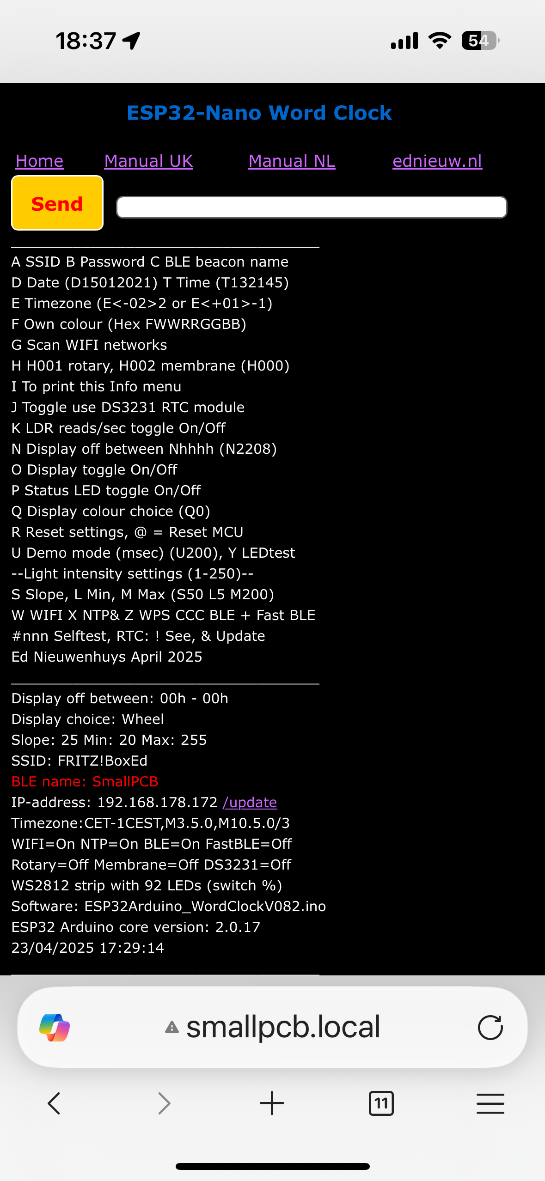 18:37
54
ESP32-Nano Word Clock
Home Manual UK Manual NL ednieuw.nl
Send
A SSID B Password C BLE beacon name
D Date (D15012021) T Time (T132145)
E Timezone (E<-02>2 or E<+01>-1)
F Own colour (Hex FWWRRGGBB)
G Scan WIFI networks
H H001 rotary, H002 membrane (H000)
I To print this Info menu
J Toggle use DS3231 RTC module
K LDR reads/sec toggle On/Off
N Display off between Nhhhh (N2208)
O Display toggle On/Off
P Status LED toggle On/Off
Q Display colour choice (Q0)
R Reset settings, @ = Reset MCU
U Demo mode (msec) (U200), Y LEDtest
--Light intensity settings (1-250)--
S Slope, L Min, M Max (S50 L5 M200)
W WIFI X NTP& Z WPS CCC BLE + Fast BLE
#nnn Selftest, RTC: ! See, & Update
Ed Nieuwenhuys April 2025
Display off between: 00h - 00h
Display choice: Wheel
Slope: 25 Min: 20 Max: 255
SSID: FRITZ!BoxEd
BLE name: SmallPCB
IP-address: 192.168.178.172 /update
Timezone:CET-1CEST,M3.5.0,M10.5.0/3
WIFI=On NTP=On BLE=On FastBLE=Off
Rotary=Off Membrane=Off DS3231=Off
WS2812 strip with 92 LEDs (switch %)
Software: ESP32Arduino_WordClockV082.ino
ESP32 Arduino core version: 2.0.17
23/04/2025 17:29:14
smallpcb.local
11